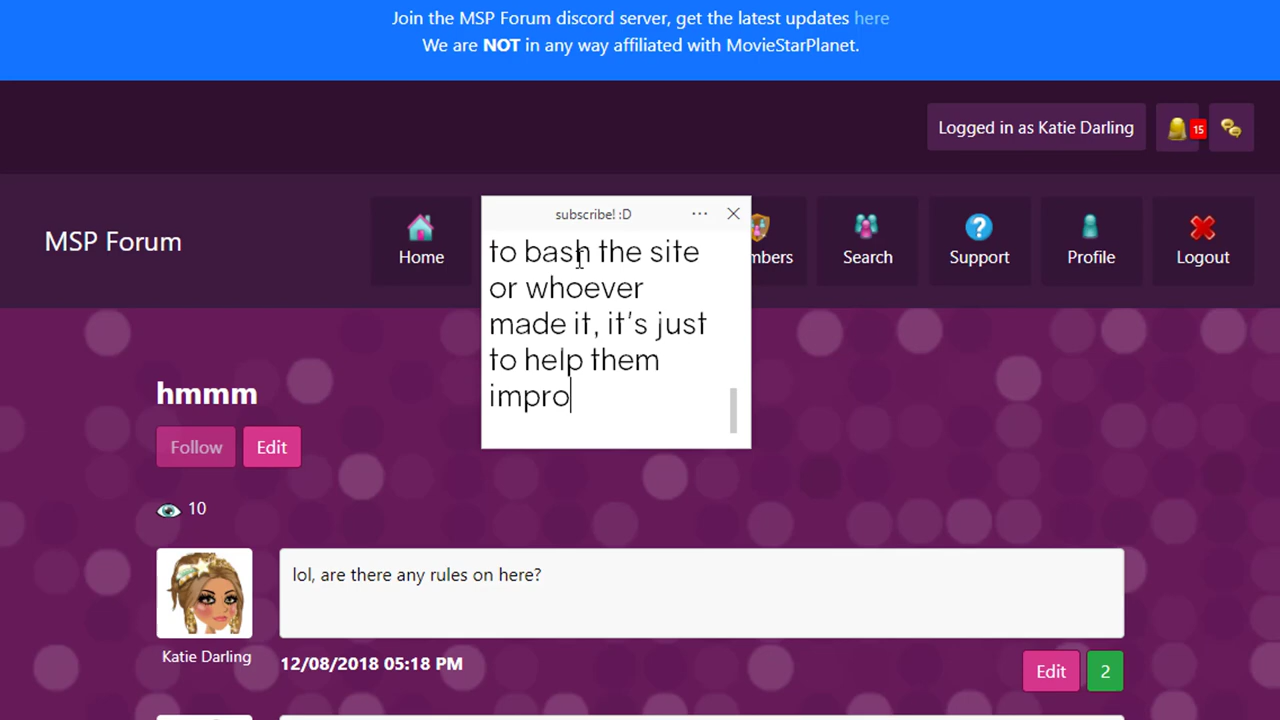 Join the MSP Forum discord server, get the latest updates here
We are NOT in any way affiliated with MovieStarPlanet.
Logged in as Katie Darling
15
MSP Forum
Home
mbers
Search
Support
Profile
Logout
subscribe! :D
to bash the site
or whoever
made it, it's just
to help them
impro
hmmm
Follow
Edit
10
lol, are there any rules on here?
Katie Darling
12/08/2018 05:18 PM
Edit
2